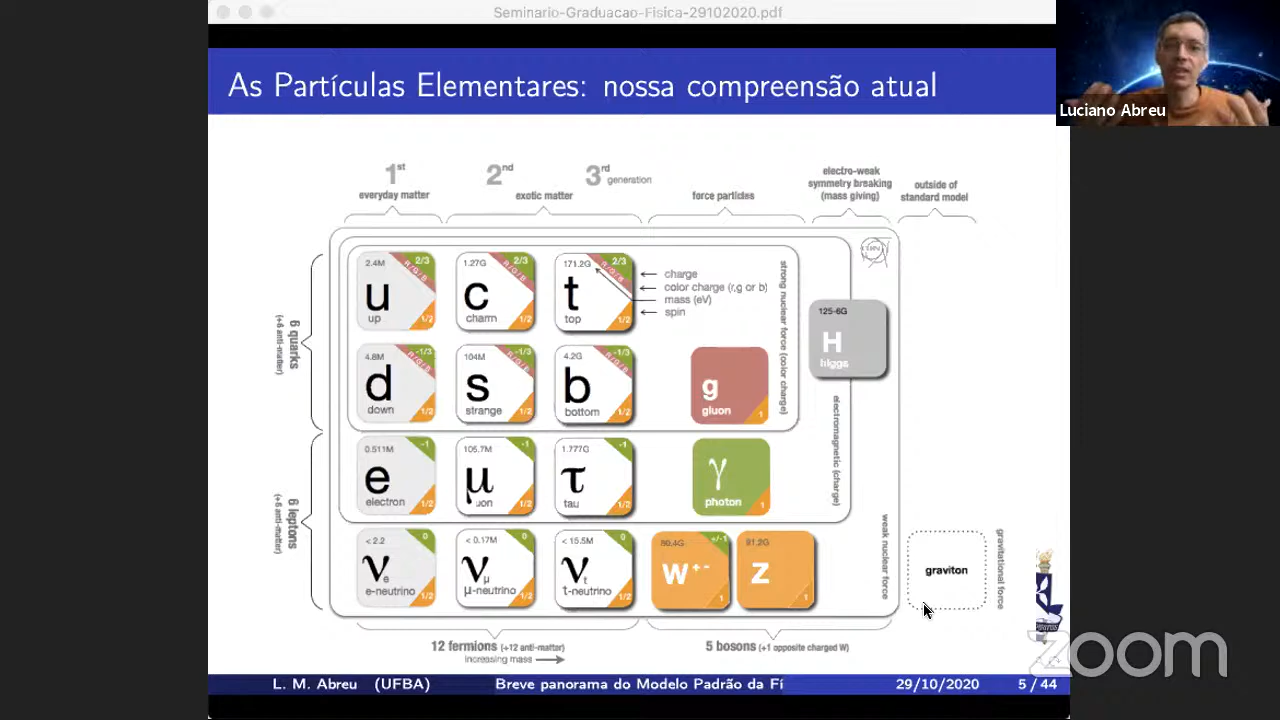 Seminario-Graduacao-Fisica-29102020.pdf
As Partículas Elementares: nossa compreensão atual
Luciano Abreu
1st
everyday matter
2nd
3rd generation
exotic matter
force particles
electro-weak
symmetry breaking
(mass giving)
outside of
standard model
6 quarks
(+6 anti-matter)
2.4M
2/3
R/G/B
u
up
1/2
1.27G
2/3
R/G/B
c
charm
1/2
171.2G
2/3
R/G/B
t
top
1/2
charge
color charge (r,g or b)
mass (eV)
spin
strong nuclear force (color charge)
125-6G
H
higgs
4.8M
-1/3
R/G/B
d
down
1/2
104M
-1/3
R/G/B
s
strange
1/2
4.2G
-1/3
R/G/B
b
bottom
1/2
g
gluon
1
electromagnetic (charge)
6 leptons
(+6 anti-matter)
0.511M
-1
e
electron
1/2
105.7M
-1
μ
uon
1/2
1.777G
-1
τ
tau
1/2
γ
photon
1
weak nuclear force
< 2.2
0
νe
e-neutrino
1/2
< 0.17M
0
νμ
μ-neutrino
1/2
< 15.5M
0
νt
t-neutrino
1/2
80.4G
+/-1
W+-
1
91.2G
Z
1
graviton
gravitational force
12 fermions (+12 anti-matter)
increasing mass
5 bosons (+1 opposite charged W)
zoom
L. M. Abreu (UFBA)
Breve panorama do Modelo Padrão da Fí
29/10/2020
5 / 44